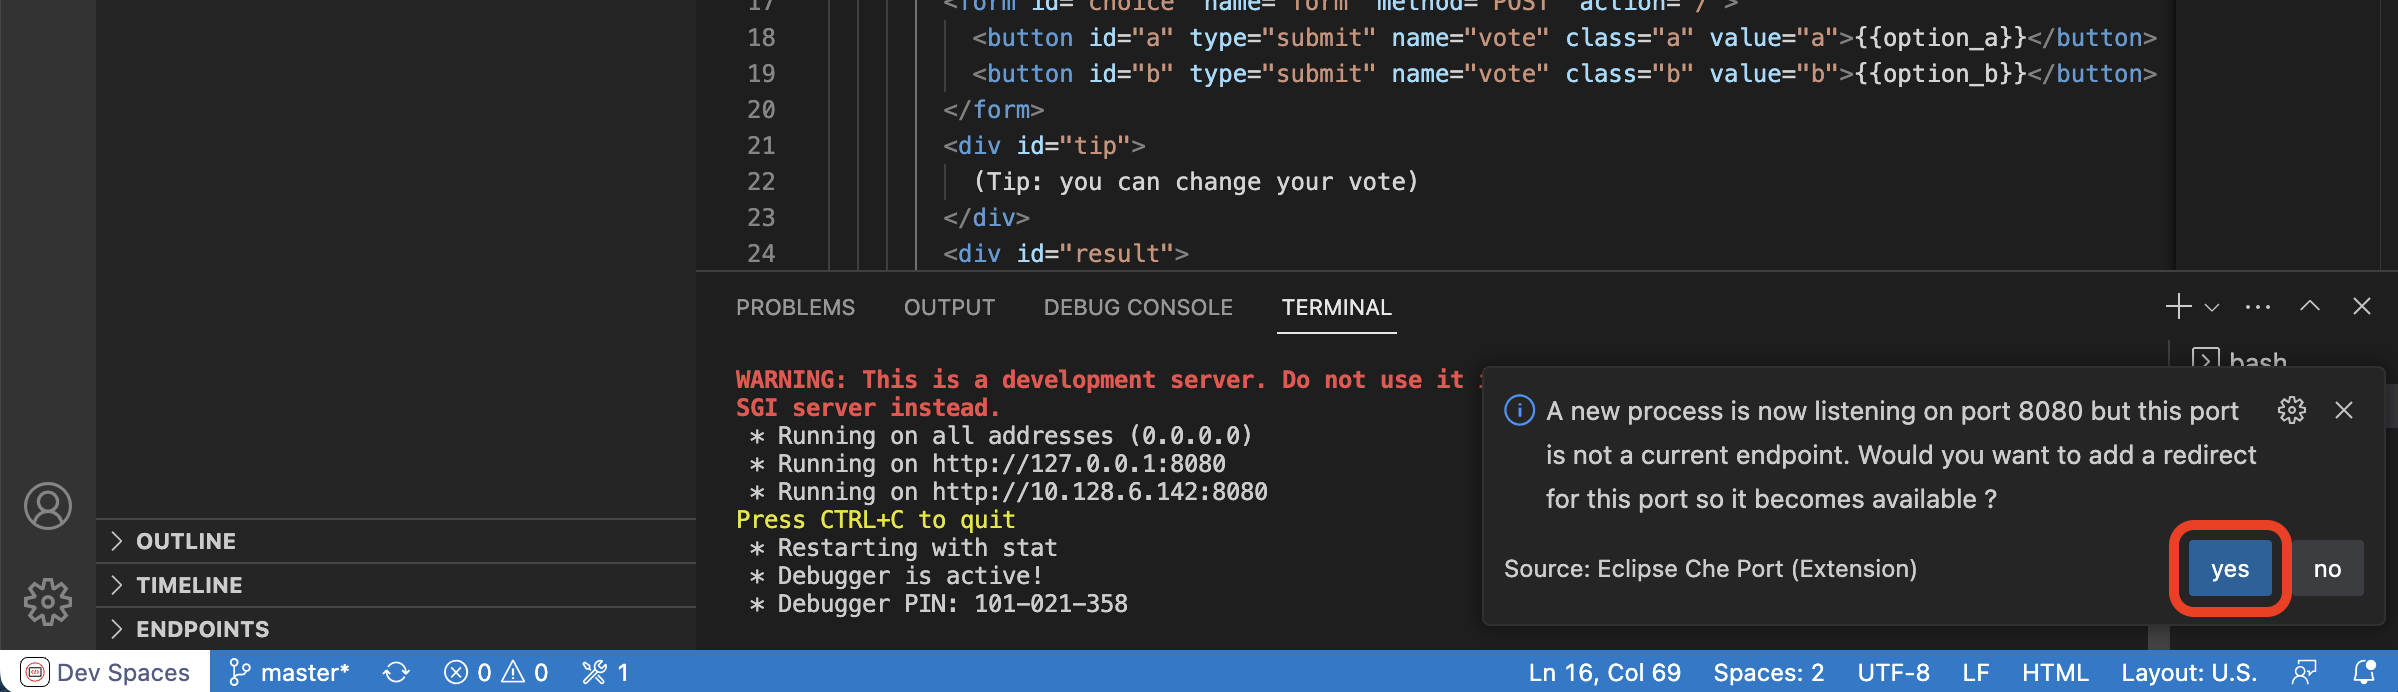 17 <form id="choice" name="form" method="POST" action="/">
18 <button id="a" type="submit" name="vote" class="a" value="a">{{option_a}}</button>
19 <button id="b" type="submit" name="vote" class="b" value="b">{{option_b}}</button>
20 </form>
21 <div id="tip">
22 (Tip: you can change your vote)
23 </div>
24 <div id="result">
PROBLEMS OUTPUT DEBUG CONSOLE TERMINAL
bash
WARNING: This is a development server. Do not use it
SGI server instead.
* Running on all addresses (0.0.0.0)
* Running on http://127.0.0.1:8080
* Running on http://10.128.6.142:8080
Press CTRL+C to quit
* Restarting with stat
* Debugger is active!
* Debugger PIN: 101-021-358
A new process is now listening on port 8080 but this port
is not a current endpoint. Would you want to add a redirect
for this port so it becomes available ?
Source: Eclipse Che Port (Extension)
yes no
OUTLINE
TIMELINE
ENDPOINTS
Dev Spaces master* 0 0 1 Ln 16, Col 69 Spaces: 2 UTF-8 LF HTML Layout: U.S.